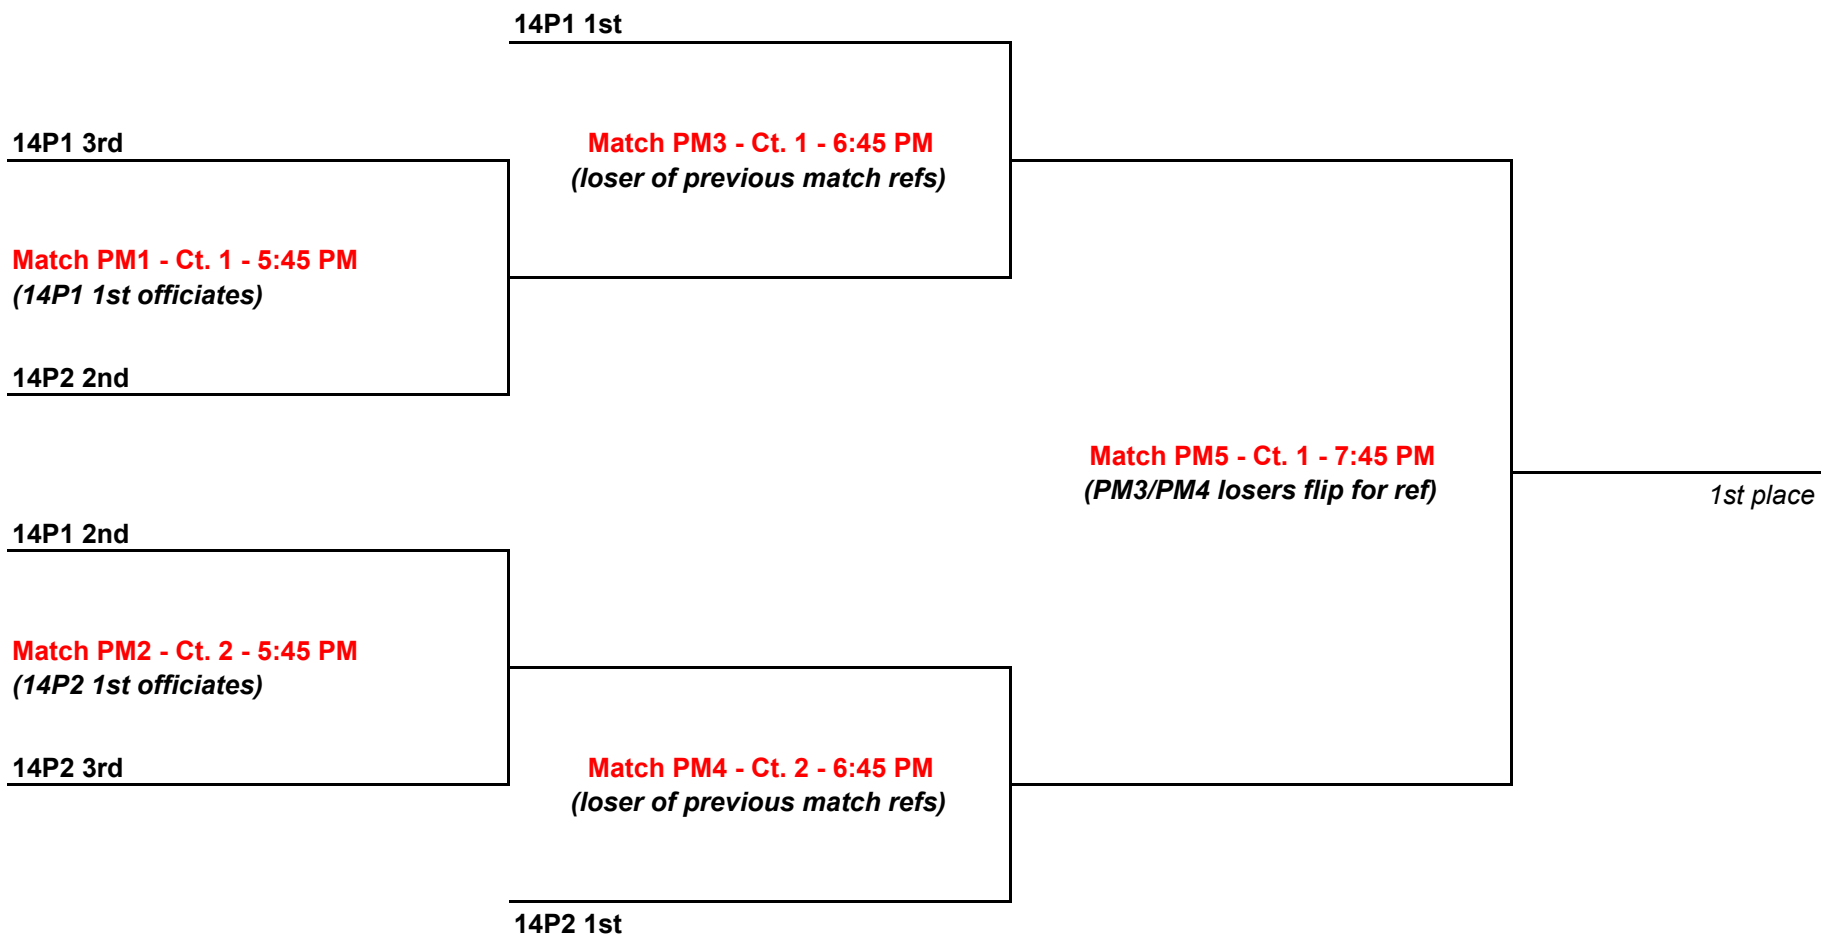 14P1 1st
14P1 3rd
Match PM3 - Ct. 1 - 6:45 PM
(loser of previous match refs)
Match PM1 - Ct. 1 - 5:45 PM
(14P1 1st officiates)
14P2 2nd
Match PM5 - Ct. 1 - 7:45 PM
(PM3/PM4 losers flip for ref)
1st place
14P1 2nd
Match PM2 - Ct. 2 - 5:45 PM
(14P2 1st officiates)
14P2 3rd
Match PM4 - Ct. 2 - 6:45 PM
(loser of previous match refs)
14P2 1st